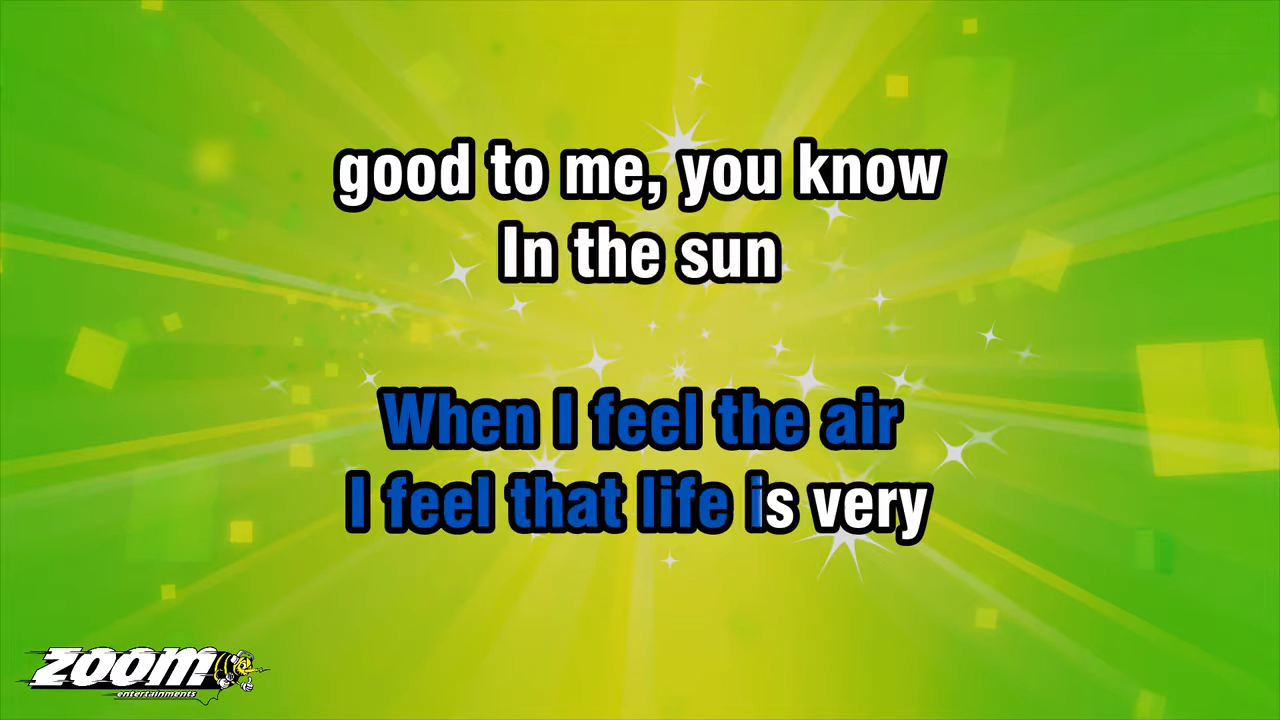 good to me, you know
In the sun
When I feel the air
I feel that life is very
ZOOM
entertainments